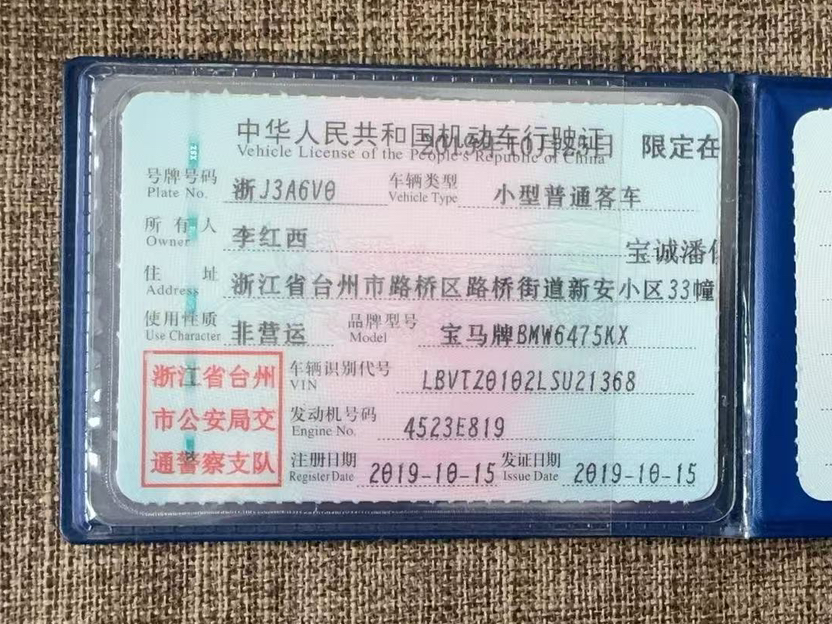 中华人民共和国机动车行驶证
限定在
Vehicle License of the People's Republic of China
号牌号码 浙J3A6V0 车辆类型 小型普通客车
Plate No. Vehicle Type
所有人 李红西
Owner
宝诚潘
住址 浙江省台州市路桥区路桥街道新安小区33幢
Address
使用性质 非营运 品牌型号 宝马牌BMW6475KX
Use Character Model
浙江省台州
市公安局交
通警察支队
车辆识别代号 LBVTZ0102LSU21368
VIN
发动机号码 4523E819
Engine No.
注册日期 2019-10-15 发证日期 2019-10-15
Register Date Issue Date